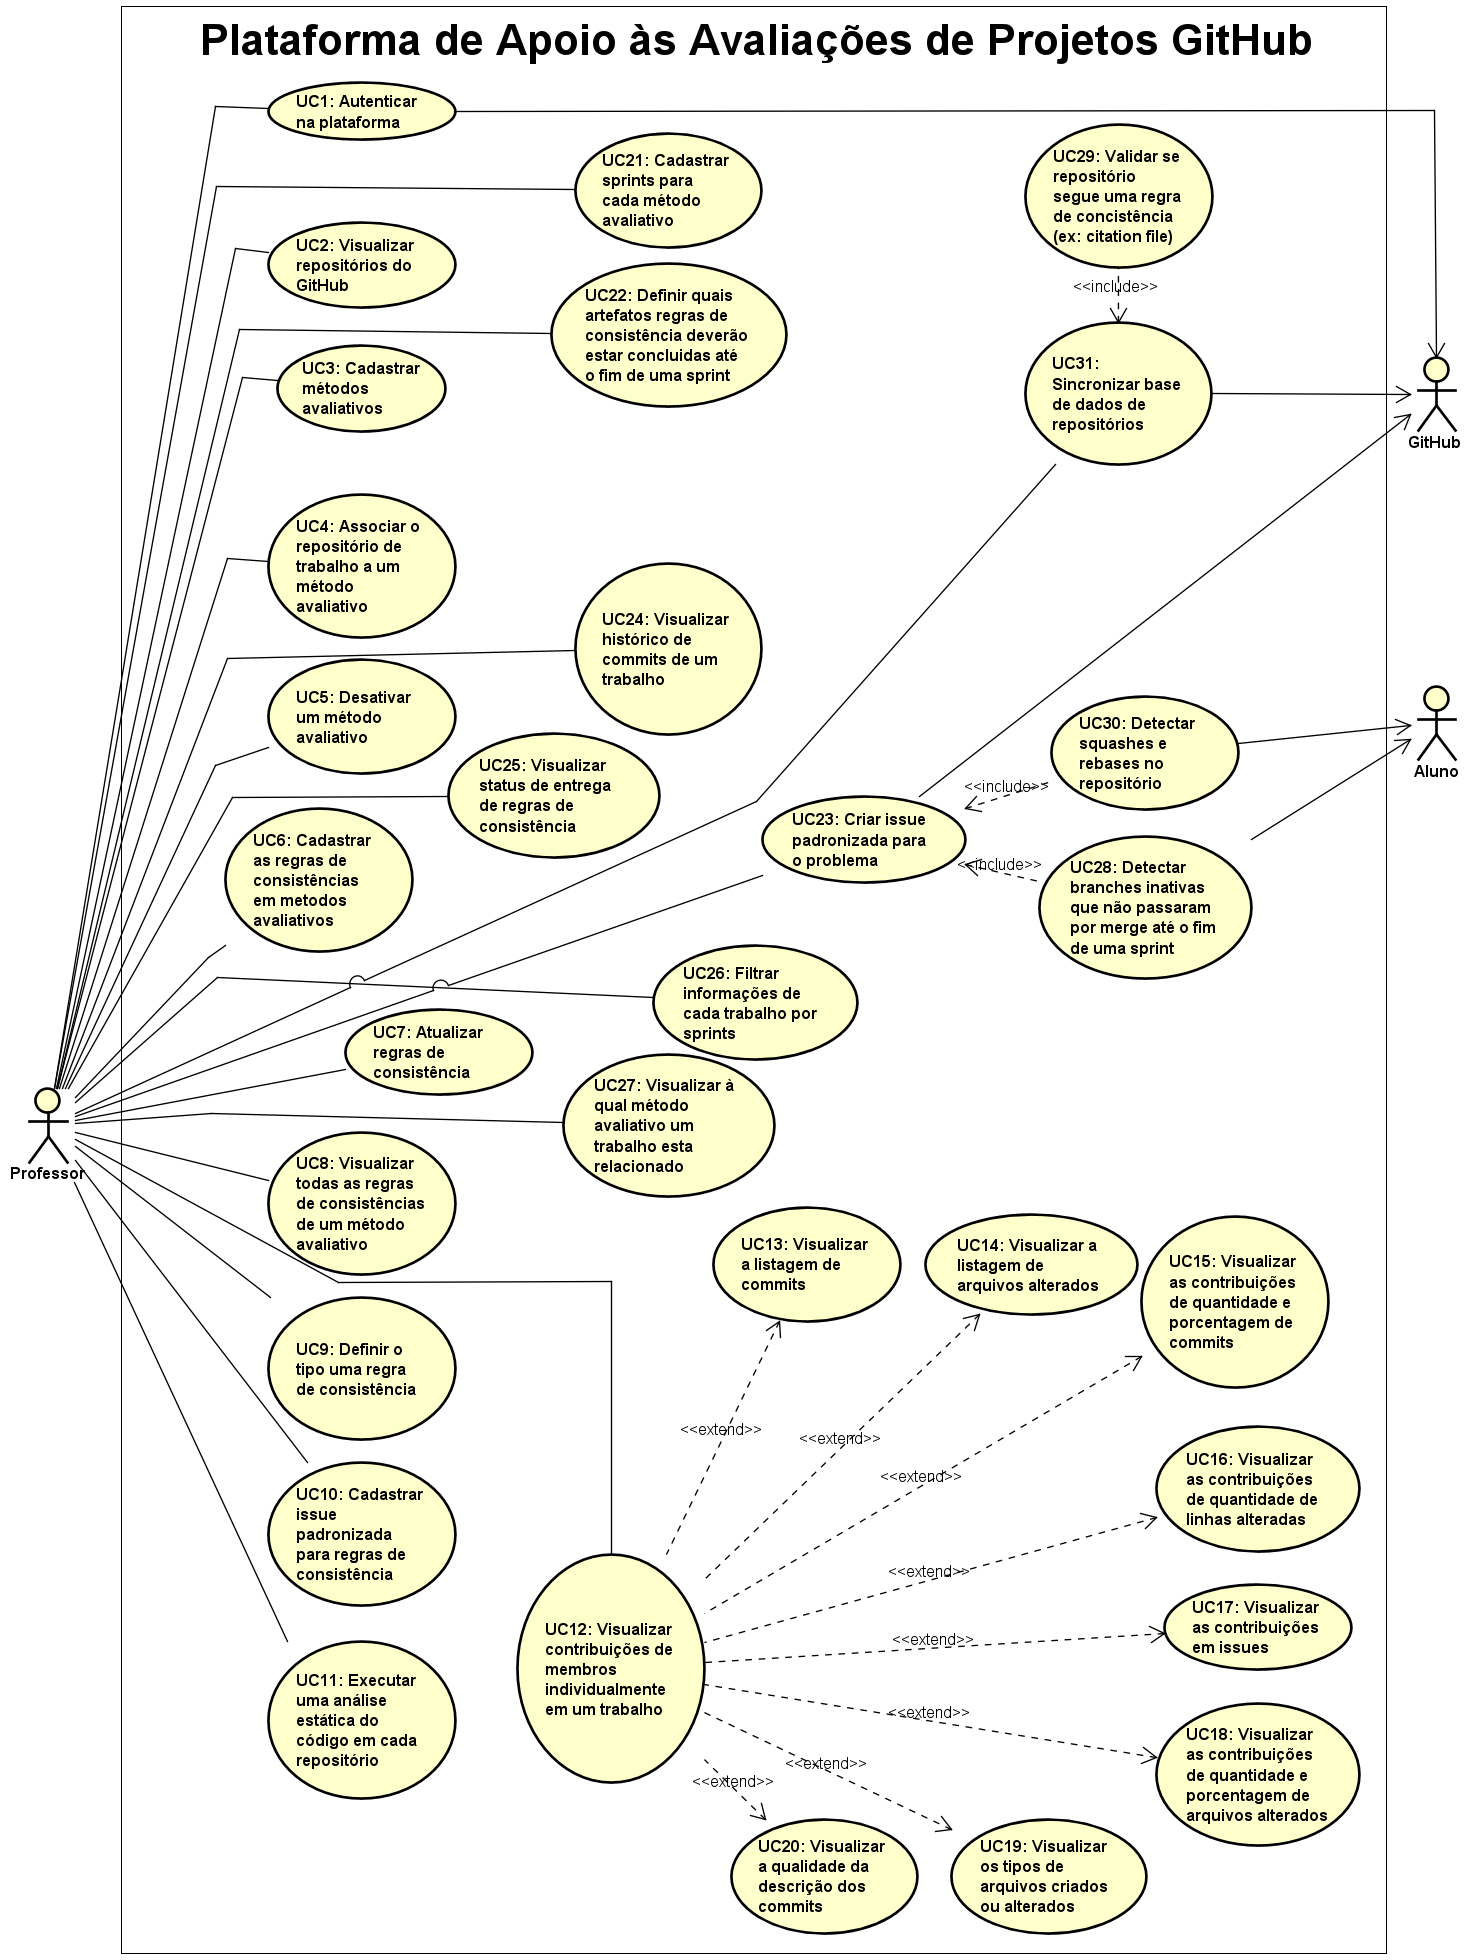 Plataforma de Apoio às Avaliações de Projetos GitHub
UC1: Autenticar
na plataforma
UC21: Cadastrar
sprints para
cada método
avaliativo
UC29: Validar se
repositório
segue uma regra
de concistência
(ex: citation file)
UC2: Visualizar
repositórios do
GitHub
<<include>>
UC22: Definir quais
artefatos regras de
consistência deverão
estar concluidas até
o fim de uma sprint
UC3: Cadastrar
métodos
avaliativos
UC31:
Sincronizar base
de dados de
repositórios
GitHub
UC4: Associar o
repositório de
trabalho a um
método
avaliativo
UC24: Visualizar
histórico de
commits de um
trabalho
UC5: Desativar
um método
avaliativo
UC30: Detectar
squashes e
rebases no
repositório
Aluno
UC25: Visualizar
status de entrega
de regras de
consistência
<<include>>
UC23: Criar issue
padronizada para
o problema
UC6: Cadastrar
as regras de
consistências
em metodos
avaliativos
<<include>>
UC28: Detectar
branches inativas
que não passaram
por merge até o fim
de uma sprint
UC26: Filtrar
informações de
cada trabalho por
sprints
UC7: Atualizar
regras de
consistência
UC27: Visualizar à
qual método
avaliativo um
trabalho esta
relacionado
Professor
UC8: Visualizar
todas as regras
de consistências
de um método
avaliativo
UC13: Visualizar
a listagem de
commits
UC14: Visualizar a
listagem de
arquivos alterados
UC15: Visualizar
as contribuições
de quantidade e
porcentagem de
commits
UC9: Definir o
tipo uma regra
de consistência
<<extend>>
<<extend>>
<<extend>>
UC16: Visualizar
as contribuições
de quantidade de
linhas alteradas
UC10: Cadastrar
issue
padronizada
para regras de
consistência
<<extend>>
UC17: Visualizar
as contribuições
em issues
UC12: Visualizar
contribuições de
membros
individualmente
em um trabalho
<<extend>>
UC11: Executar
uma análise
estática do
código em cada
repositório
<<extend>>
UC18: Visualizar
as contribuições
de quantidade e
porcentagem de
arquivos alterados
<<extend>>
<<extend>>
UC20: Visualizar
a qualidade da
descrição dos
commits
UC19: Visualizar
os tipos de
arquivos criados
ou alterados